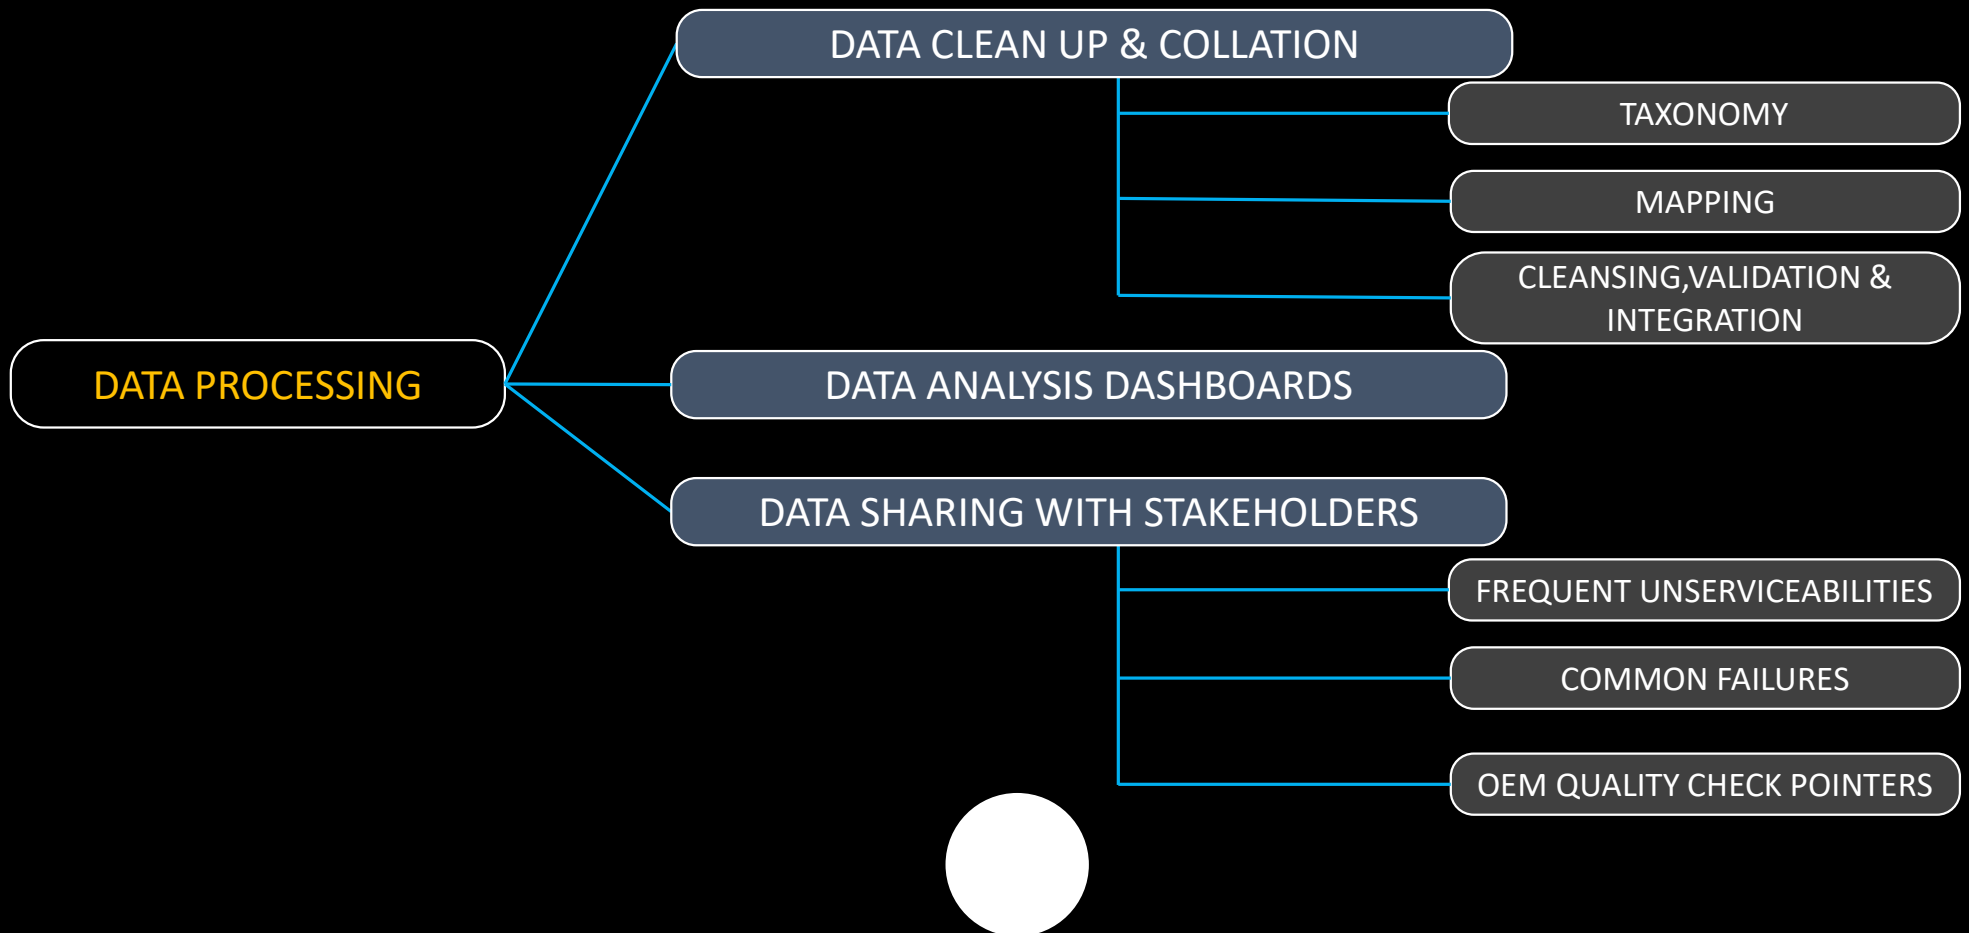 DATA CLEAN UP & COLLATION
TAXONOMY
MAPPING
CLEANSING,VALIDATION &
INTEGRATION
DATA PROCESSING
DATA ANALYSIS DASHBOARDS
DATA SHARING WITH STAKEHOLDERS
FREQUENT UNSERVICEABILITIES
COMMON FAILURES
OEM QUALITY CHECK POINTERS